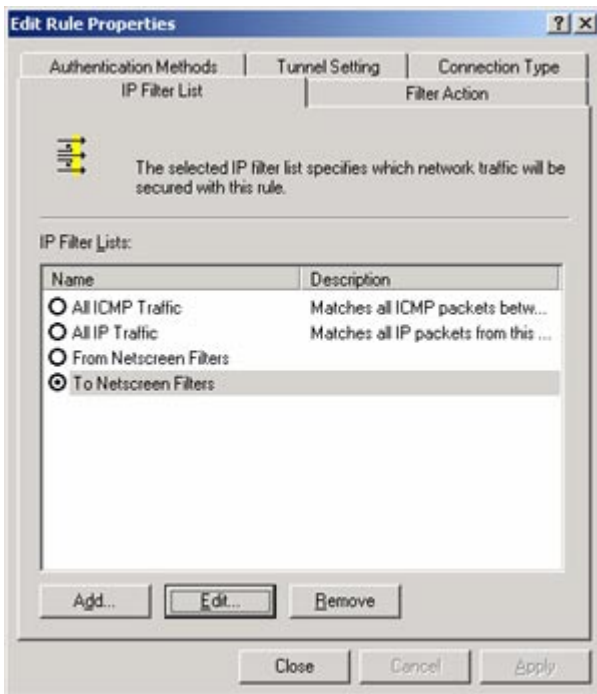 Edit Rule Properties
Authentication Methods Tunnel Setting Connection Type
IP Filter List Filter Action
The selected IP filter list specifies which network traffic will be
secured with this rule.
IP Filter Lists:
Name Description
All ICMP Traffic Matches all ICMP packets betw...
All IP Traffic Matches all IP packets from this ...
From Netscreen Filters
To Netscreen Filters
Add... Edit... Remove
Close Cancel Apply